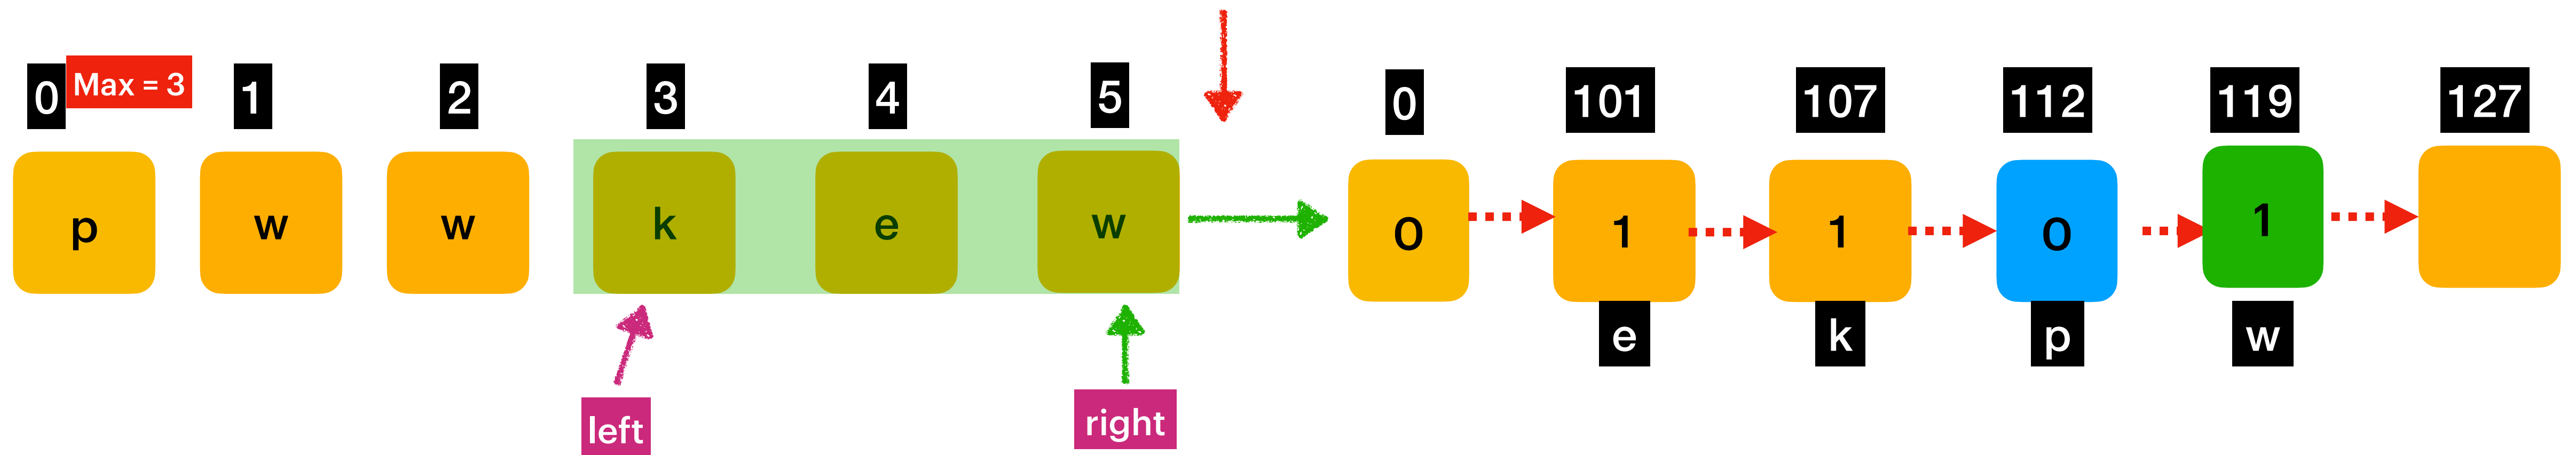 0 Max = 3 1 2 3 4 5 0 101 107 112 119 127
p w w k e w 0 1 1 0 1
e k p w
left right